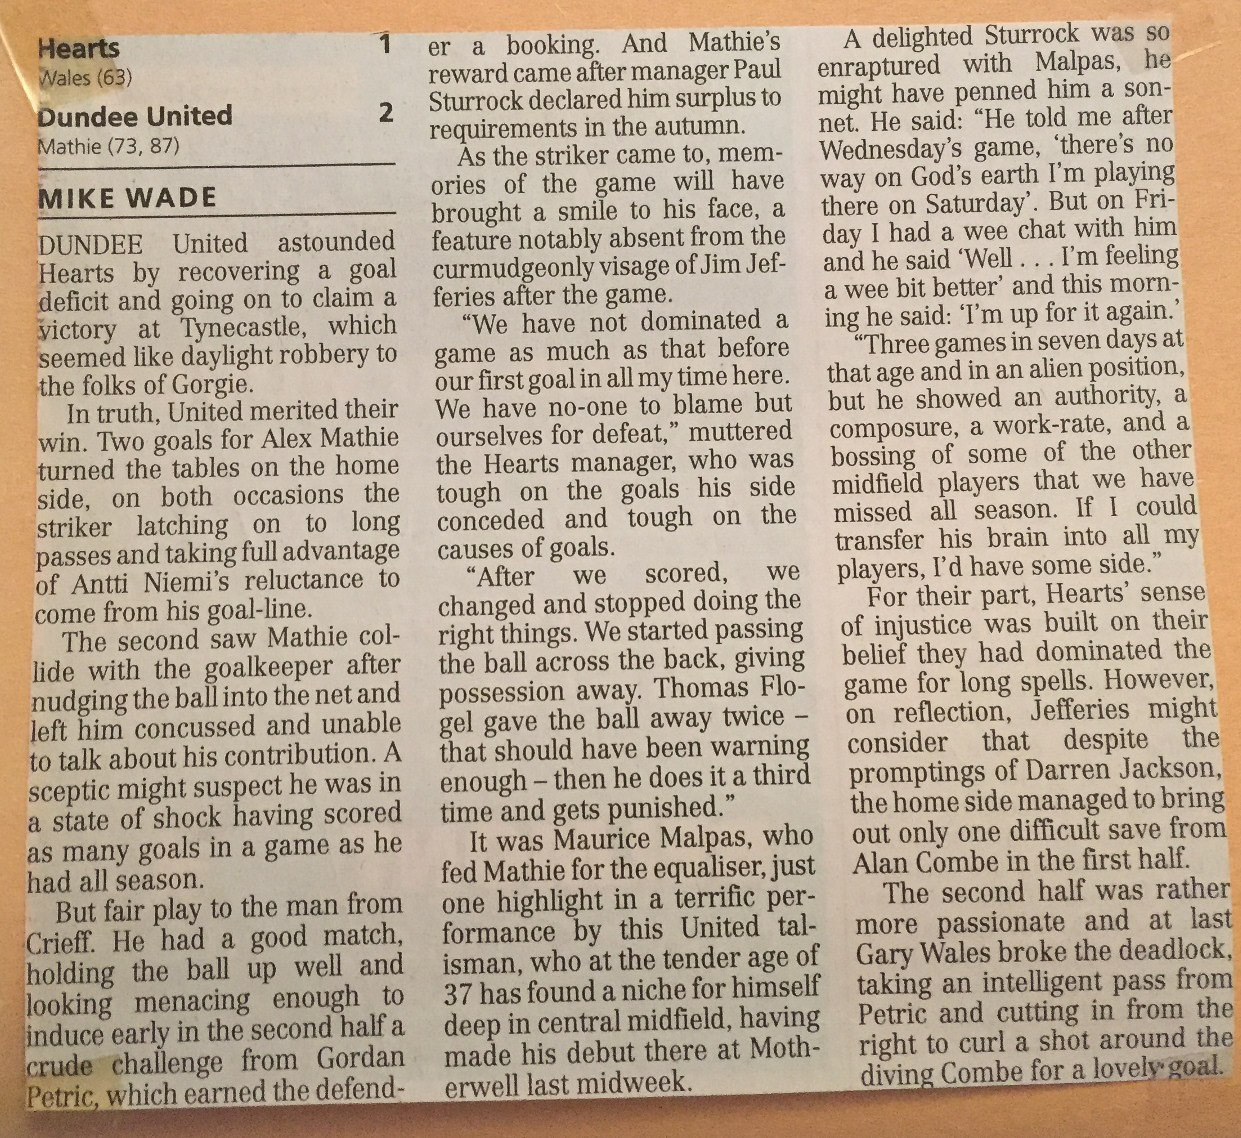 Hearts 1
Wales (63)
Dundee United 2
Mathie (73, 87)
MIKE WADE
DUNDEE United astounded
Hearts by recovering a goal
deficit and going on to claim a
victory at Tynecastle, which
seemed like daylight robbery to
the folks of Gorgie.
In truth, United merited their
win. Two goals for Alex Mathie
turned the tables on the home
side, on both occasions the
striker latching on to long
passes and taking full advantage
of Antti Niemi's reluctance to
come from his goal-line.
The second saw Mathie col-
lide with the goalkeeper after
nudging the ball into the net and
left him concussed and unable
to talk about his contribution. A
sceptic might suspect he was in
a state of shock having scored
as many goals in a game as he
had all season.
But fair play to the man from
Crieff. He had a good match,
holding the ball up well and
looking menacing enough to
induce early in the second half a
crude challenge from Gordan
Petric, which earned the defend-
er a booking. And Mathie's
reward came after manager Paul
Sturrock declared him surplus to
requirements in the autumn.
As the striker came to, mem-
ories of the game will have
brought a smile to his face, a
feature notably absent from the
curmudgeonly visage of Jim Jef-
feries after the game.
"We have not dominated a
game as much as that before
our first goal in all my time here.
We have no-one to blame but
ourselves for defeat," muttered
the Hearts manager, who was
tough on the goals his side
conceded and tough on the
causes of goals.
"After we scored, we
changed and stopped doing the
right things. We started passing
the ball across the back, giving
possession away. Thomas Flo-
gel gave the ball away twice –
that should have been warning
enough – then he does it a third
time and gets punished."
It was Maurice Malpas, who
fed Mathie for the equaliser, just
one highlight in a terrific per-
formance by this United tal-
isman, who at the tender age of
37 has found a niche for himself
deep in central midfield, having
made his debut there at Moth-
erwell last midweek.
A delighted Sturrock was so
enraptured with Malpas, he
might have penned him a son-
net. He said: "He told me after
Wednesday's game, 'there's no
way on God's earth I'm playing
there on Saturday'. But on Fri-
day I had a wee chat with him
and he said 'Well . . . I'm feeling
a wee bit better' and this morn-
ing he said: 'I'm up for it again.'
"Three games in seven days at
that age and in an alien position,
but he showed an authority, a
composure, a work-rate, and a
bossing of some of the other
midfield players that we have
missed all season. If I could
transfer his brain into all my
players, I'd have some side."
For their part, Hearts' sense
of injustice was built on their
belief they had dominated the
game for long spells. However,
on reflection, Jefferies might
consider that despite the
promptings of Darren Jackson,
the home side managed to bring
out only one difficult save from
Alan Combe in the first half.
The second half was rather
more passionate and at last
Gary Wales broke the deadlock,
taking an intelligent pass from
Petric and cutting in from the
right to curl a shot around the
diving Combe for a lovely goal.